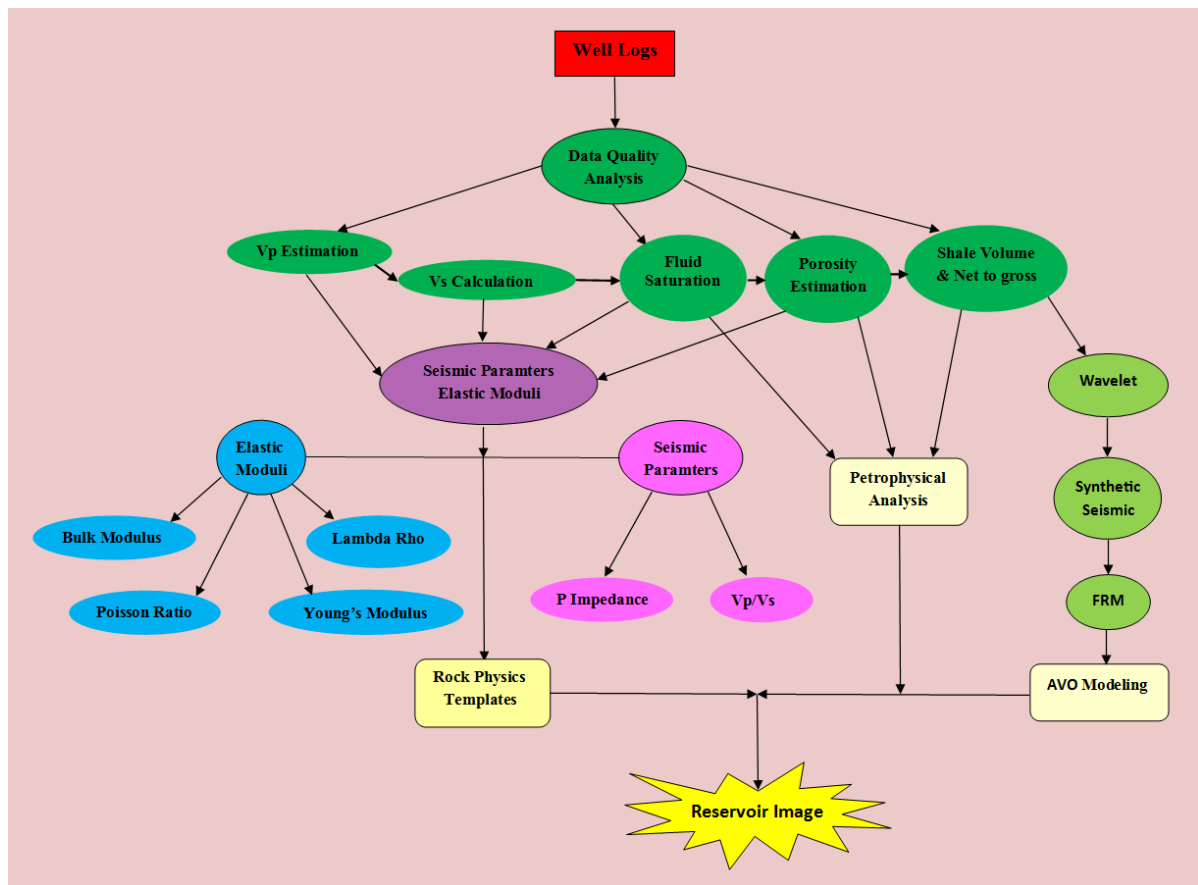 Well Logs
Data Quality
Analysis
Vp Estimation
Vs Calculation
Fluid
Saturation
Porosity
Estimation
Shale Volume
& Net to gross
Seismic Paramters
Elastic Moduli
Wavelet
Elastic
Moduli
Seismic
Paramters
Petrophysical
Analysis
Synthetic
Seismic
Bulk Modulus
Lambda Rho
Poisson Ratio
Young's Modulus
P Impedance
Vp/Vs
FRM
Rock Physics
Templates
AVO Modeling
Reservoir Image